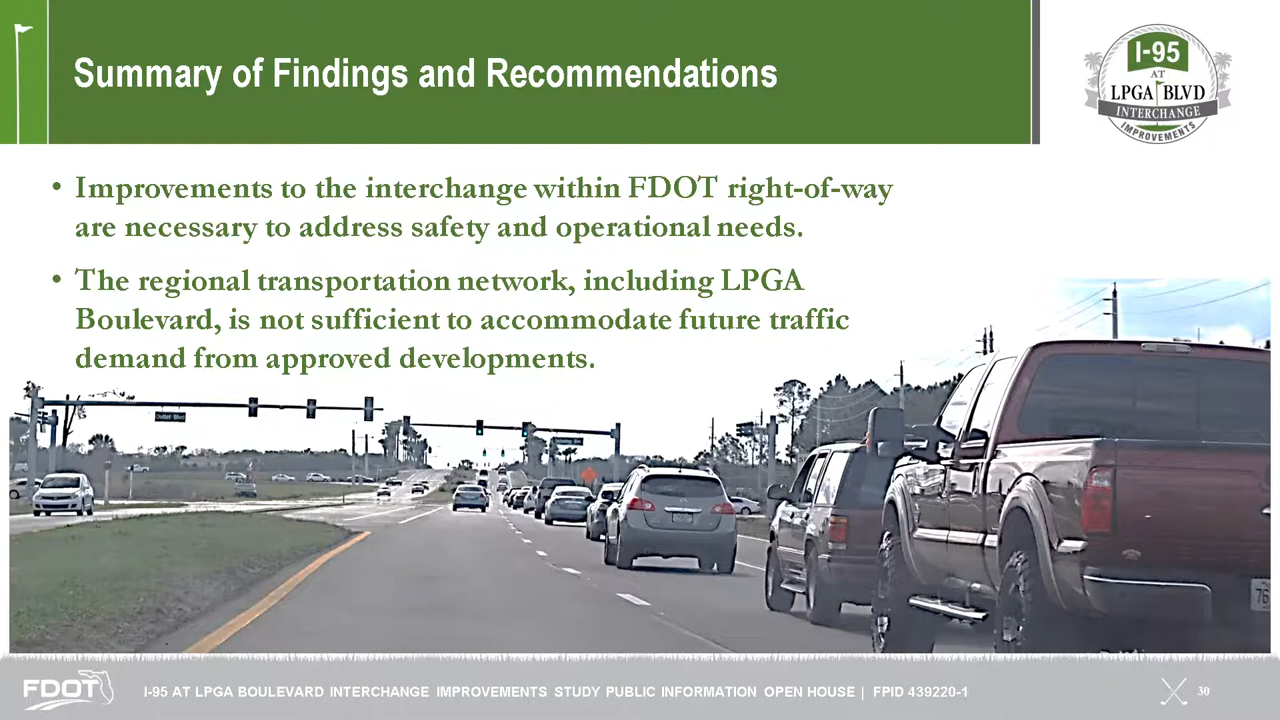 Summary of Findings and Recommendations
I-95
AT
LPGA BLVD
INTERCHANGE
IMPROVEMENTS
• Improvements to the interchange within FDOT right-of-way
are necessary to address safety and operational needs.
• The regional transportation network, including LPGA
Boulevard, is not sufficient to accommodate future traffic
demand from approved developments.
Outlet Blvd
76
FDOT
I-95 AT LPGA BOULEVARD INTERCHANGE IMPROVEMENTS STUDY PUBLIC INFORMATION OPEN HOUSE | FPID 439220-1
30